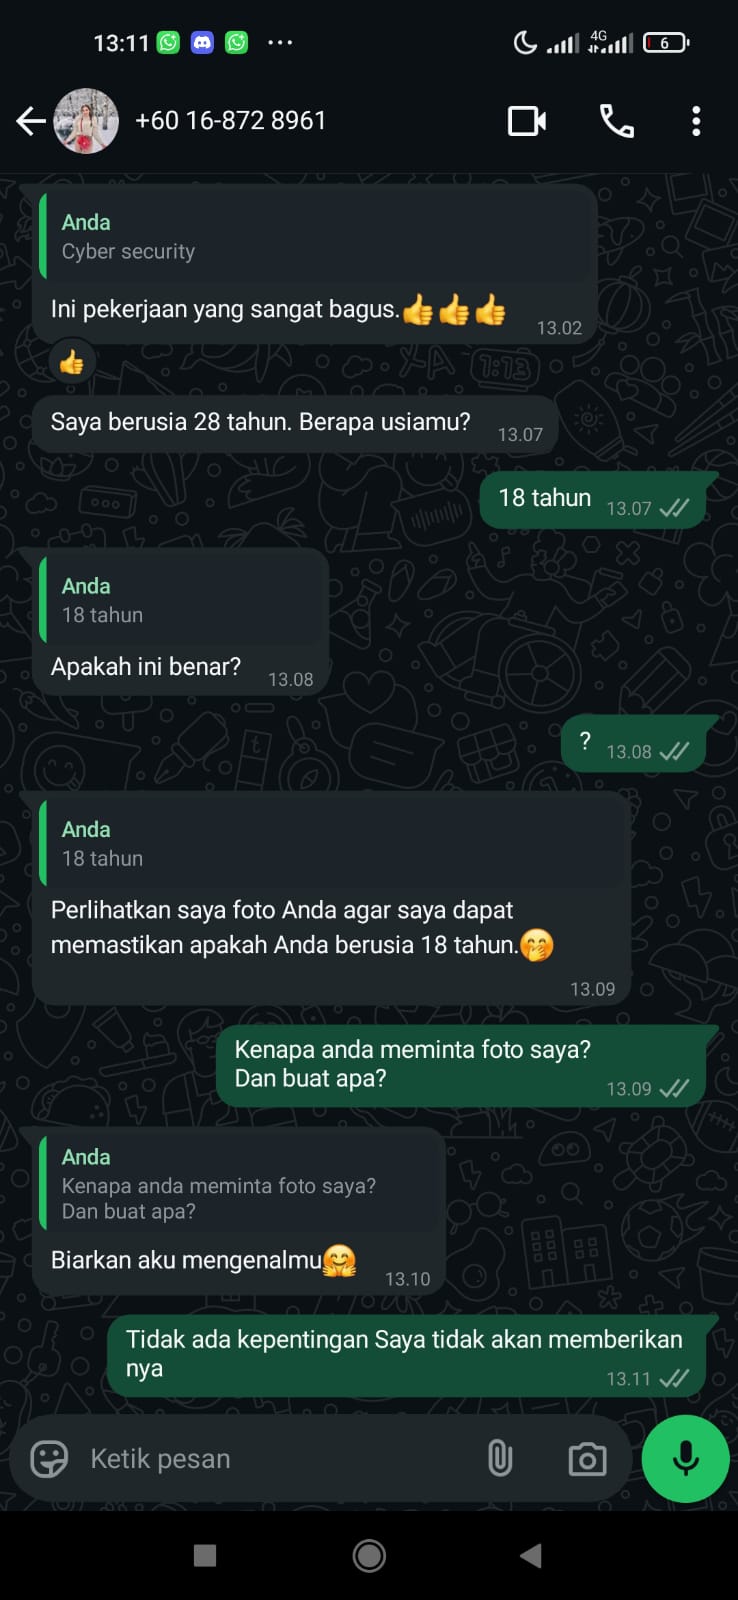 13:11
4G
6
+60 16-872 8961
Anda
Cyber security
Ini pekerjaan yang sangat bagus.👍👍👍
13.02
👍
Saya berusia 28 tahun. Berapa usiamu?
13.07
18 tahun
13.07
Anda
18 tahun
Apakah ini benar?
13.08
?
13.08
Anda
18 tahun
Perlihatkan saya foto Anda agar saya dapat
memastikan apakah Anda berusia 18 tahun.🤭
13.09
Kenapa anda meminta foto saya?
Dan buat apa?
13.09
Anda
Kenapa anda meminta foto saya?
Dan buat apa?
Biarkan aku mengenalmu🤗
13.10
Tidak ada kepentingan Saya tidak akan memberikan
nya
13.11
Ketik pesan